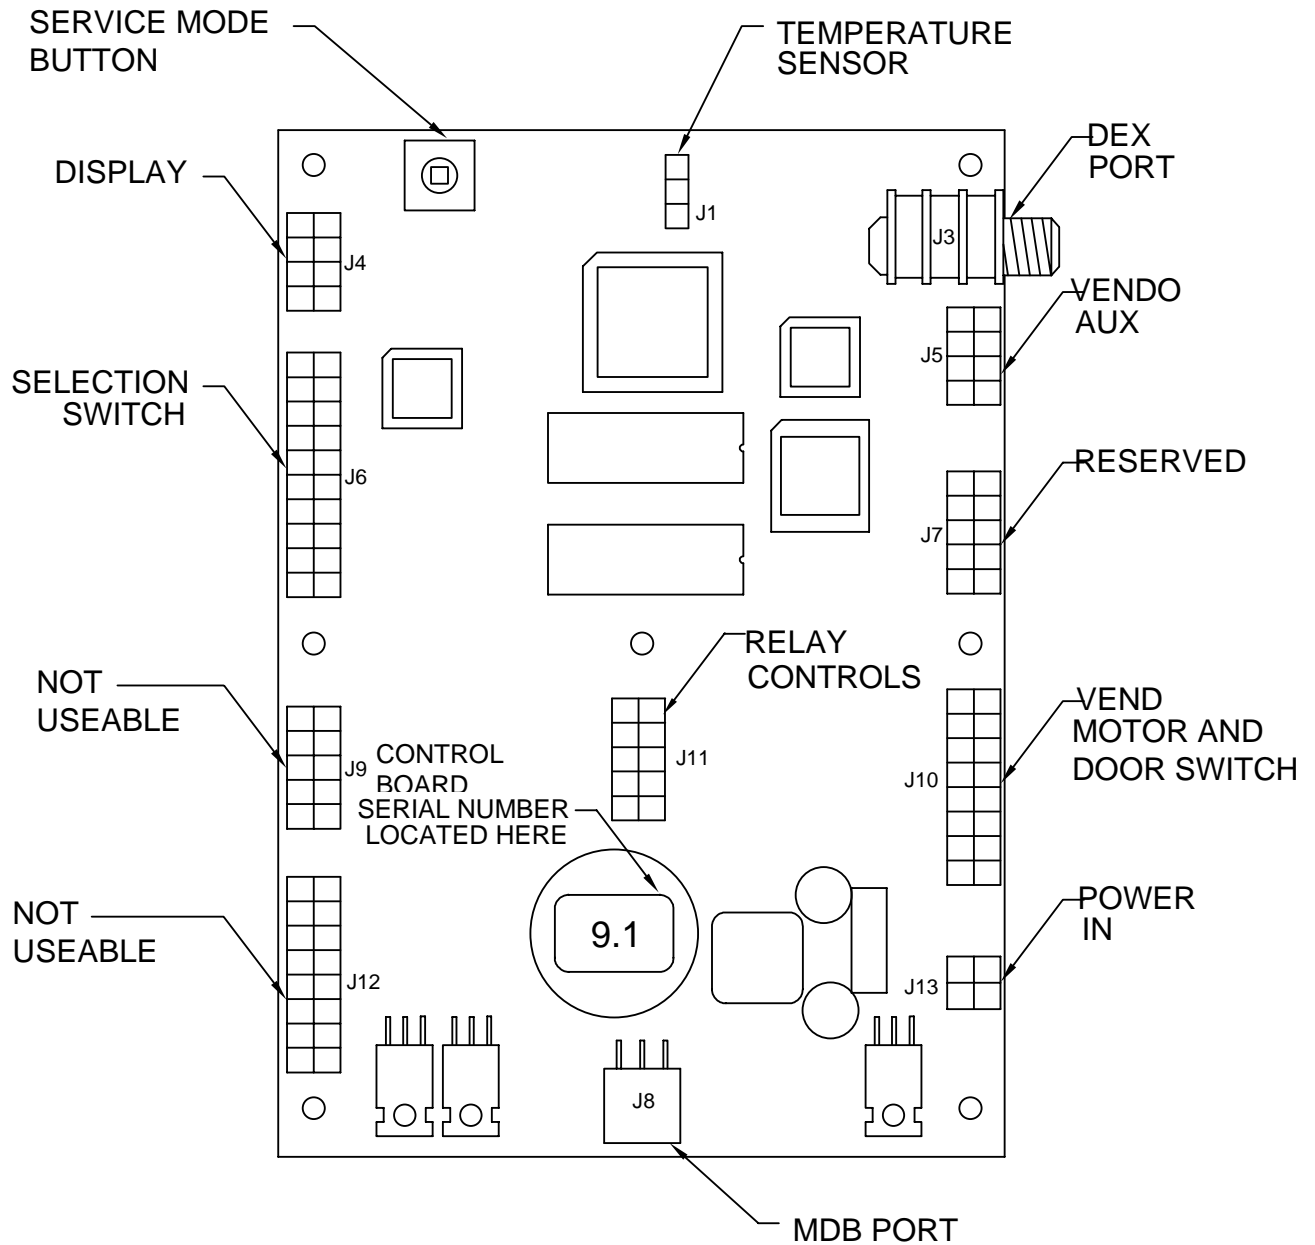 SERVICE MODE
BUTTON
TEMPERATURE
SENSOR
DEX
PORT
DISPLAY
J1
J3
J4
VENDO
AUX
J5
SELECTION
SWITCH
J6
RESERVED
J7
RELAY
CONTROLS
NOT
USEABLE
VEND
MOTOR AND
DOOR SWITCH
J9
CONTROL
BOARD
SERIAL NUMBER
LOCATED HERE
J11
J10
9.1
NOT
USEABLE
POWER
IN
J12
J13
J8
MDB PORT